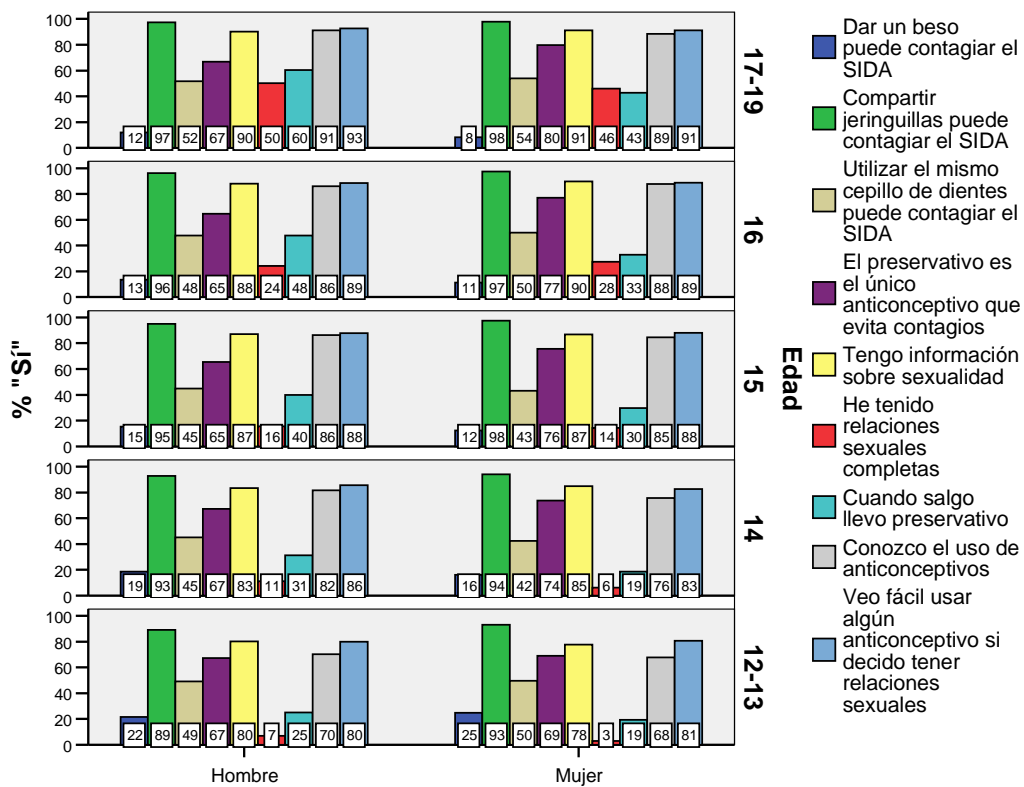 % "Sí"
100
80
60
40
20
0
12 97 52 67 90 50 60 91 93
8 98 54 80 91 46 43 89 91
17-19
100
80
60
40
20
0
13 96 48 65 88 24 48 86 89
11 97 50 77 90 28 33 88 89
16
100
80
60
40
20
0
15 95 45 65 87 16 40 86 88
12 98 43 76 87 14 30 85 88
15
100
80
60
40
20
0
19 93 45 67 83 11 31 82 86
16 94 42 74 85 6 19 76 83
14
100
80
60
40
20
0
22 89 49 67 80 7 25 70 80
25 93 50 69 78 3 19 68 81
12-13
Hombre
Mujer
Edad
Dar un beso
puede contagiar el
SIDA
Compartir
jeringuillas puede
contagiar el SIDA
Utilizar el mismo
cepillo de dientes
puede contagiar el
SIDA
El preservativo es
el único
anticonceptivo que
evita contagios
Tengo información
sobre sexualidad
He tenido
relaciones
sexuales
completas
Cuando salgo
llevo preservativo
Conozco el uso de
anticonceptivos
Veo fácil usar
algún
anticonceptivo si
decido tener
relaciones
sexuales